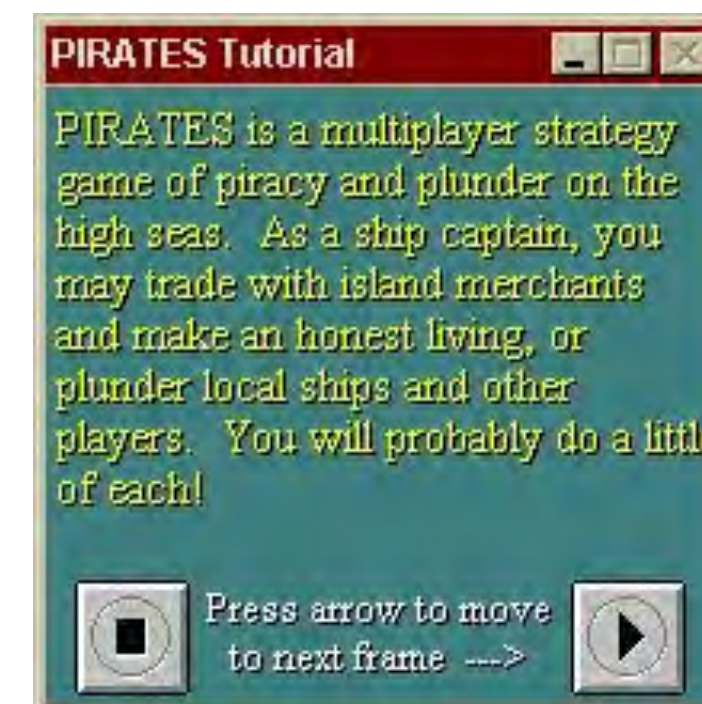 PIRATES Tutorial
PIRATES is a multiplayer strategy
game of piracy and plunder on the
high seas.  As a ship captain, you
may trade with island merchants
and make an honest living, or
plunder local ships and other
players.  You will probably do a littl
of each!
Press arrow to move
to next frame --->